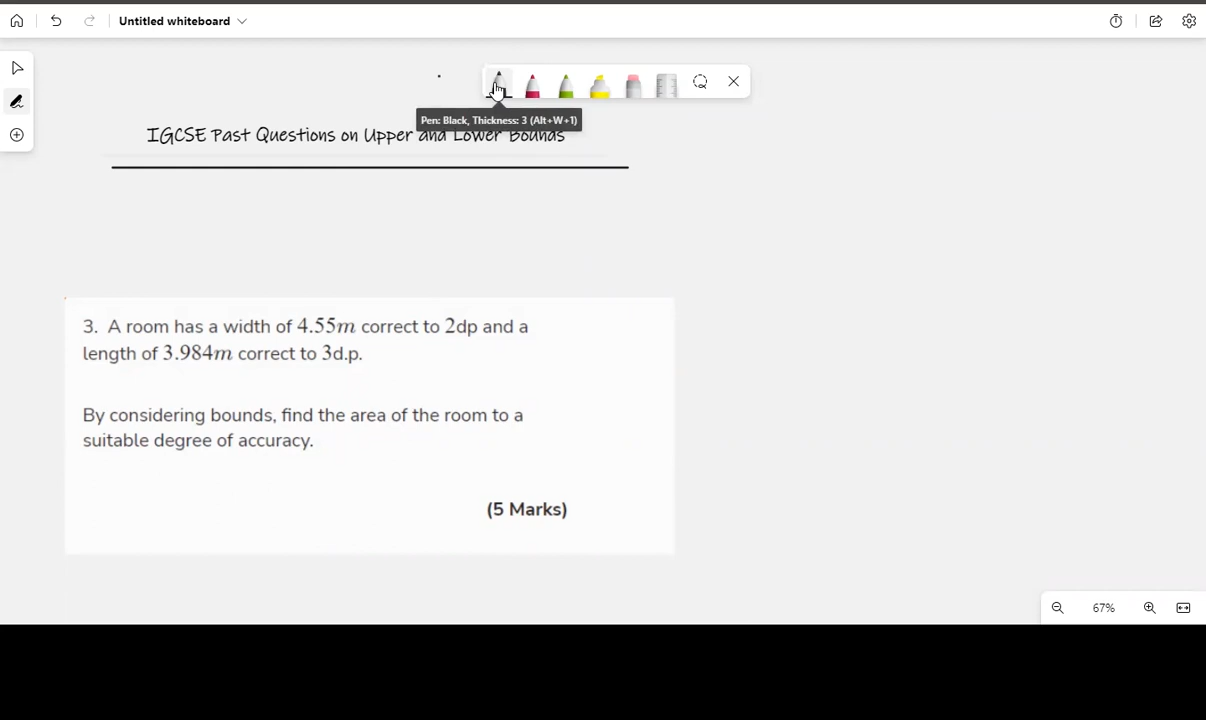 Untitled whiteboard
Pen: Black, Thickness: 3 (Alt+W+1)
IGCSE Past Questions on Upper and Lower Bounds
3. A room has a width of 4.55m correct to 2dp and a
length of 3.984m correct to 3d.p.
By considering bounds, find the area of the room to a
suitable degree of accuracy.
(5 Marks)
67%